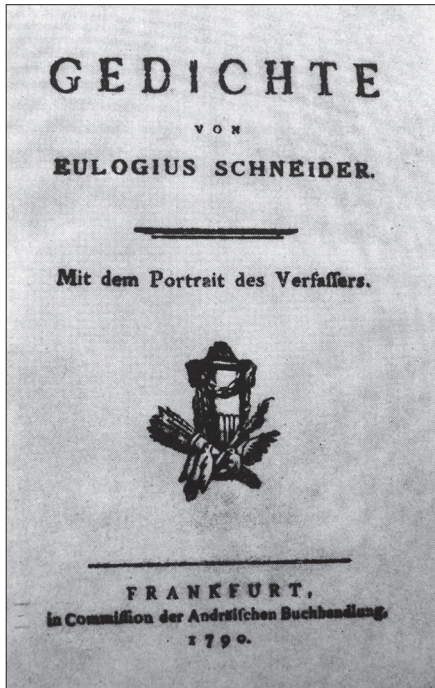 GEDICHTE
VON
EULOGIUS SCHNEIDER.
Mit dem Portrait des Verfaſſers.
FRANKFURT,
in Commiſſion der Andräiſchen Buchhandlung,
1790.